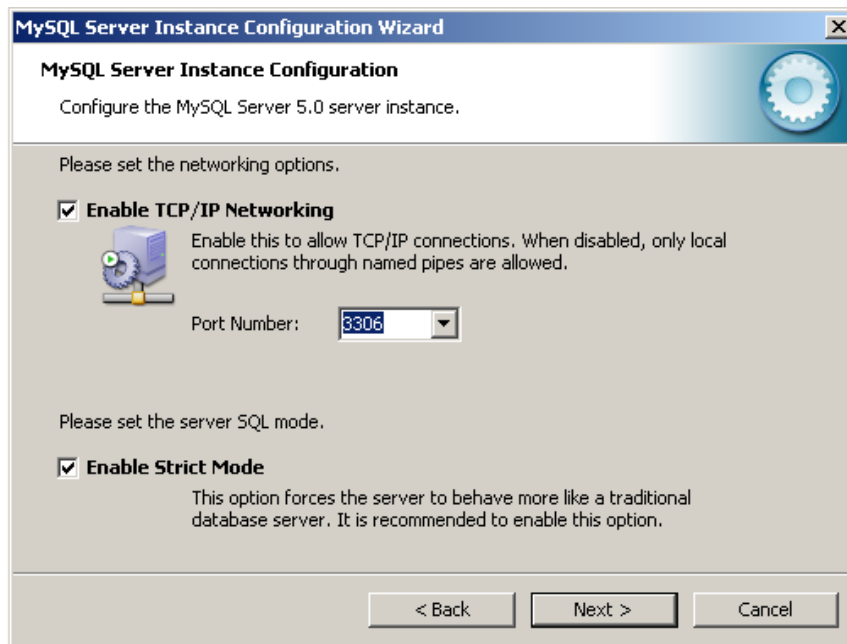 MySQL Server Instance Configuration Wizard
MySQL Server Instance Configuration
Configure the MySQL Server 5.0 server instance.
Please set the networking options.
Enable TCP/IP Networking
Enable this to allow TCP/IP connections. When disabled, only local
connections through named pipes are allowed.
Port Number: 3306
Please set the server SQL mode.
Enable Strict Mode
This option forces the server to behave more like a traditional
database server. It is recommended to enable this option.
< Back Next > Cancel